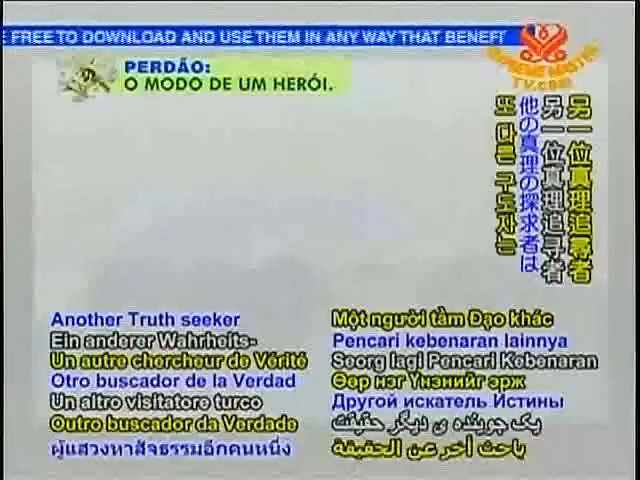 E FREE TO DOWNLOAD AND USE THEM IN ANY WAY THAT BENEFI
SUPREME MASTER
TV.com
PERDÃO:
O MODO DE UM HERÓI.
另一位真理追尋者
另一位真理追寻者
他の真理の探求者は
또 다른 구도자는
Another Truth seeker
Ein anderer Wahrheits-
Un autre chercheur de Vérité
Otro buscador de la Verdad
Un altro visitatore turco
Outro buscador da Verdade
ผู้แสวงหาสัจธรรมอีกคนหนึ่ง
Một người tầm Đạo khác
Pencari kebenaran lainnya
Seorg lagi Pencari Kebenaran
Өөр нэг Үнэнийг эрж
Другой искатель Истины
یک جوینده ی دیگر حقیقت
باحث أخر عن الحقيقة